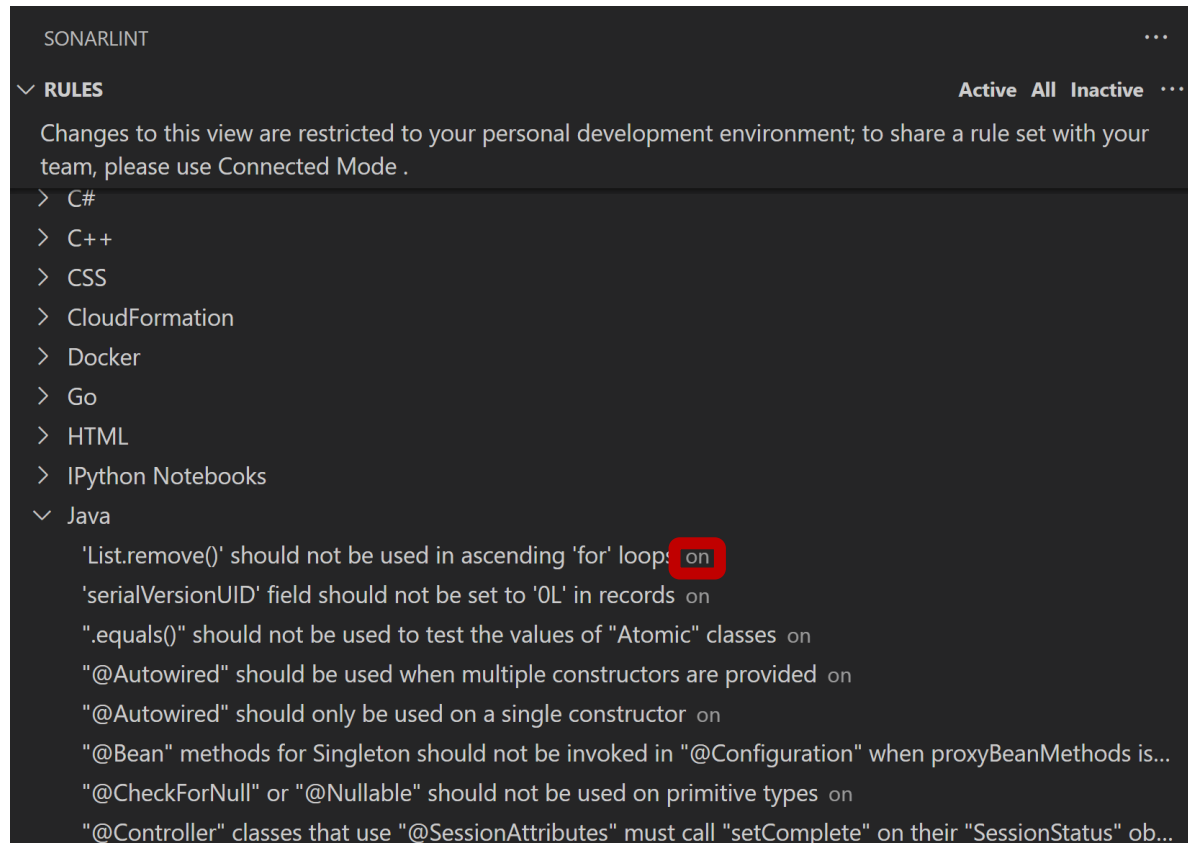 SONARLINT ...
RULES Active All Inactive ...
Changes to this view are restricted to your personal development environment; to share a rule set with your
team, please use Connected Mode .
C#
C++
CSS
CloudFormation
Docker
Go
HTML
IPython Notebooks
Java
'List.remove()' should not be used in ascending 'for' loops on
'serialVersionUID' field should not be set to '0L' in records on
".equals()" should not be used to test the values of "Atomic" classes on
"@Autowired" should be used when multiple constructors are provided on
"@Autowired" should only be used on a single constructor on
"@Bean" methods for Singleton should not be invoked in "@Configuration" when proxyBeanMethods is...
"@CheckForNull" or "@Nullable" should not be used on primitive types on
"@Controller" classes that use "@SessionAttributes" must call "setComplete" on their "SessionStatus" ob...